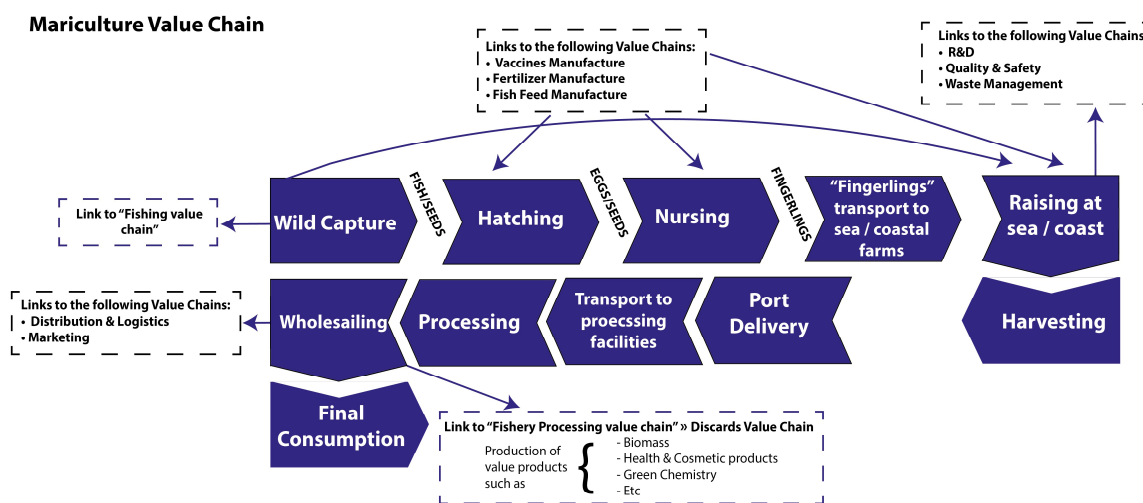 Mariculture Value Chain
Links to the following Value Chains:
• Vaccines Manufacture
• Fertilizer Manufacture
• Fish Feed Manufacture
Links to the following Value Chains
• R&D
• Quality & Safety
• Waste Management
Link to “Fishing value
chain”
Wild Capture
FISH/SEEDS
Hatching
EGGS/SEEDS
Nursing
FINGERLINGS
“Fingerlings”
transport to
sea / coastal
farms
Raising at
sea / coast
Links to the following Value Chains:
• Distribution & Logistics
• Marketing
Wholesailing
Processing
Transport to
proecssing
facilities
Port
Delivery
Harvesting
Final
Consumption
Link to “Fishery Processing value chain” » Discards Value Chain
Production of
value products
such as
{
- Biomass
- Health & Cosmetic products
- Green Chemistry
- Etc